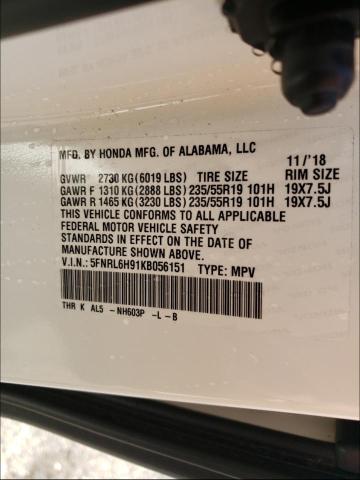 MFD. BY HONDA MFG. OF ALABAMA, LLC 11/'18
GVWR 2730 KG(6019 LBS) TIRE SIZE RIM SIZE
GAWR F 1310 KG(2888 LBS)235/55R19 101H 19X7.5J
GAWR R 1465 KG(3230 LBS)235/55R19 101H 19X7.5J
THIS VEHICLE CONFORMS TO ALL APPLICABLE
FEDERAL MOTOR VEHICLE SAFETY
STANDARDS IN EFFECT ON THE DATE OF
MANUFACTURE SHOWN ABOVE.
V.I.N.: 5FNRL6H91KB056151 TYPE: MPV
THR K AL5 -NH603P -L-B